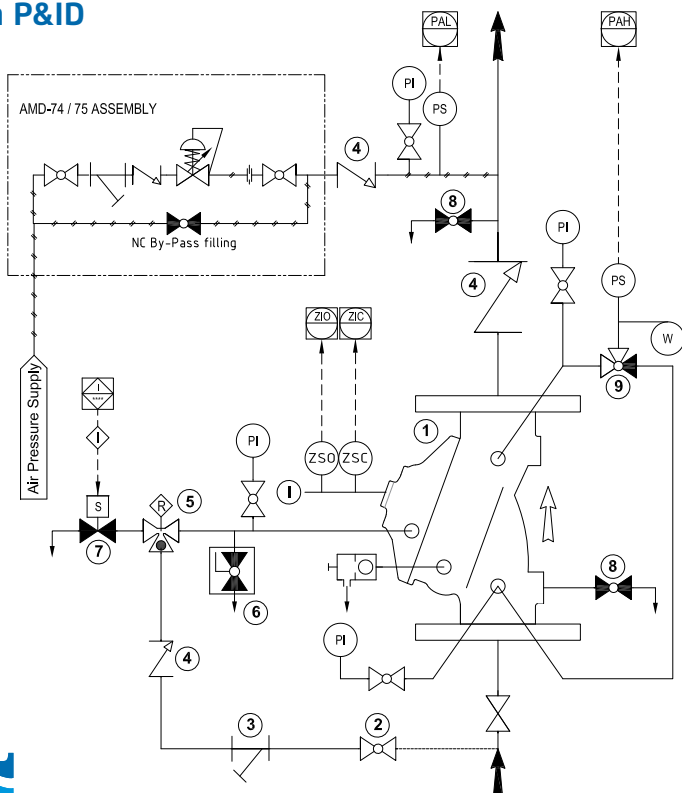 P&ID
PAL
PAH
AMD-74 / 75 ASSEMBLY
PI
PS
4
8
NC By-Pass filling
PI
4
PS
W
9
ZIO
ZIC
Air Pressure Supply
I
****
I
1
PI
ZSO
ZSC
I
S
R
5
7
8
6
PI
4
3
2